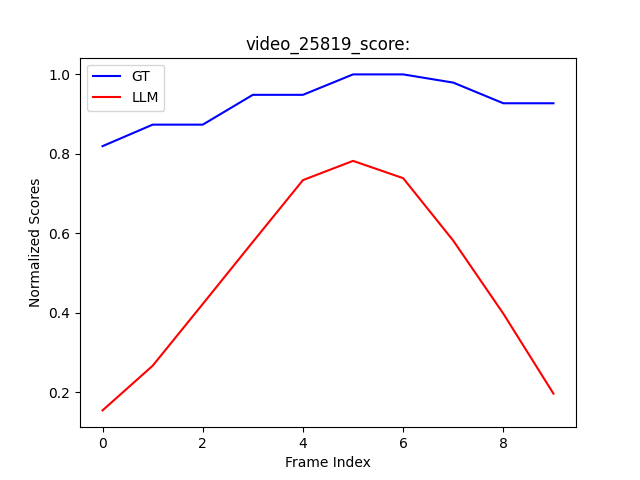 video_25819_score:
GT
LLM
1.0
0.8
0.6
0.4
0.2
Normalized Scores
0 2 4 6 8
Frame Index